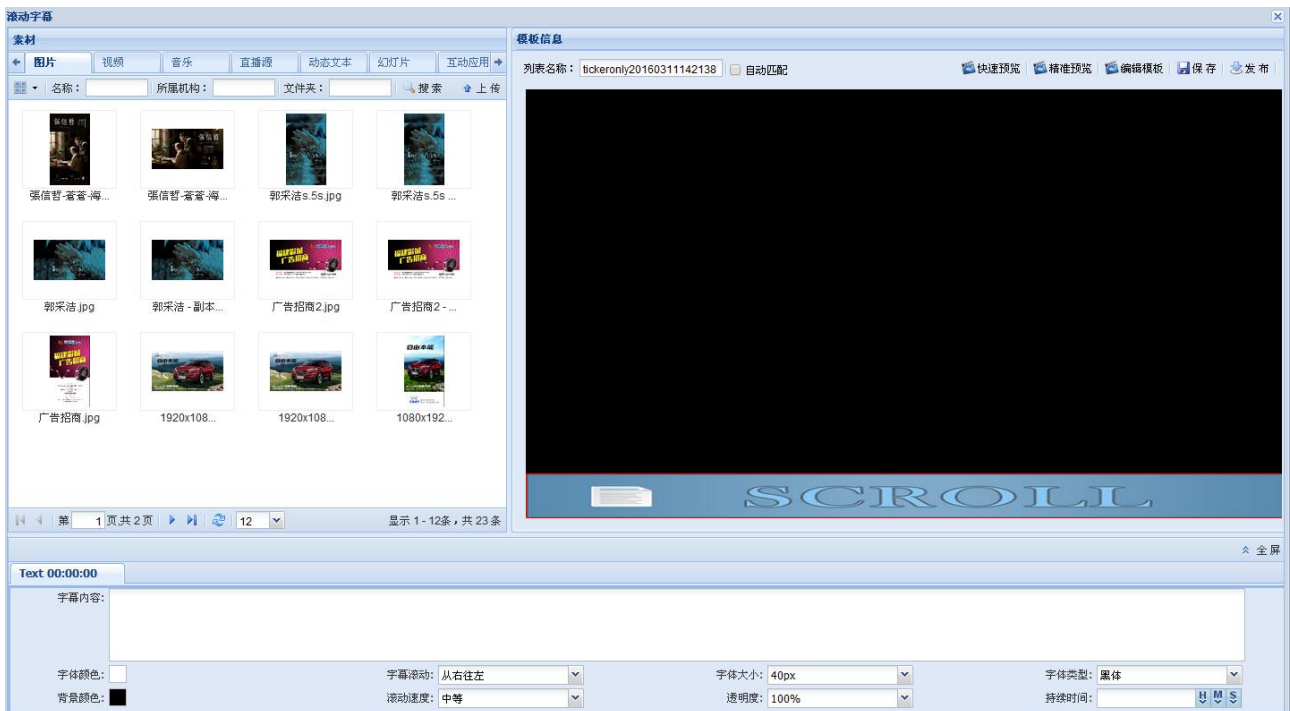 滚动字幕
素材
图片 视频 音乐 直播源 动态文本 幻灯片 互动应用
名称： 所属机构： 文件夹： 搜索 上传
張信哲-蒼蒼-海... 張信哲-蒼蒼-海... 郭采洁s.5s.jpg 郭采洁s.5s ...
郭采洁.jpg 郭采洁 - 副本... 广告招商2.jpg 广告招商2 - ...
广告招商.jpg 1920x108... 1920x108... 1080x192...
第 1 页,共 2 页 12 显示 1 - 12条，共 23 条
模板信息
列表名称： tickeronly20160311142138 自动匹配 快速预览 精准预览 编辑模板 保存 发布
SCROLL
全屏
Text 00:00:00
字幕内容:
字体颜色: 字幕滚动: 从右往左 字体大小: 40px 字体类型: 黑体
背景颜色: 滚动速度: 中等 透明度: 100% 持续时间: H M S